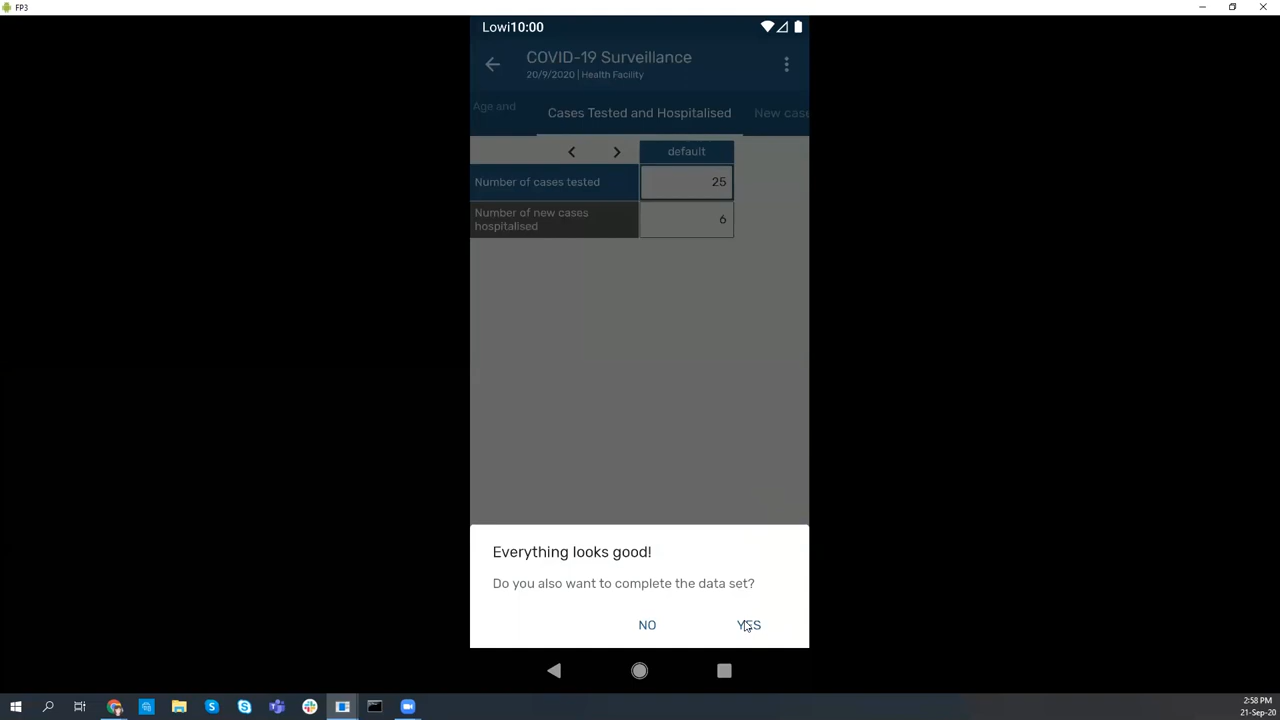 FP3
Lowi10:00
COVID-19 Surveillance
20/9/2020 | Health Facility
Age and
Cases Tested and Hospitalised
New case
default
Number of cases tested
25
Number of new cases
hospitalised
6
Everything looks good!
Do you also want to complete the data set?
NO
YES
2:58 PM
21-Sep-20